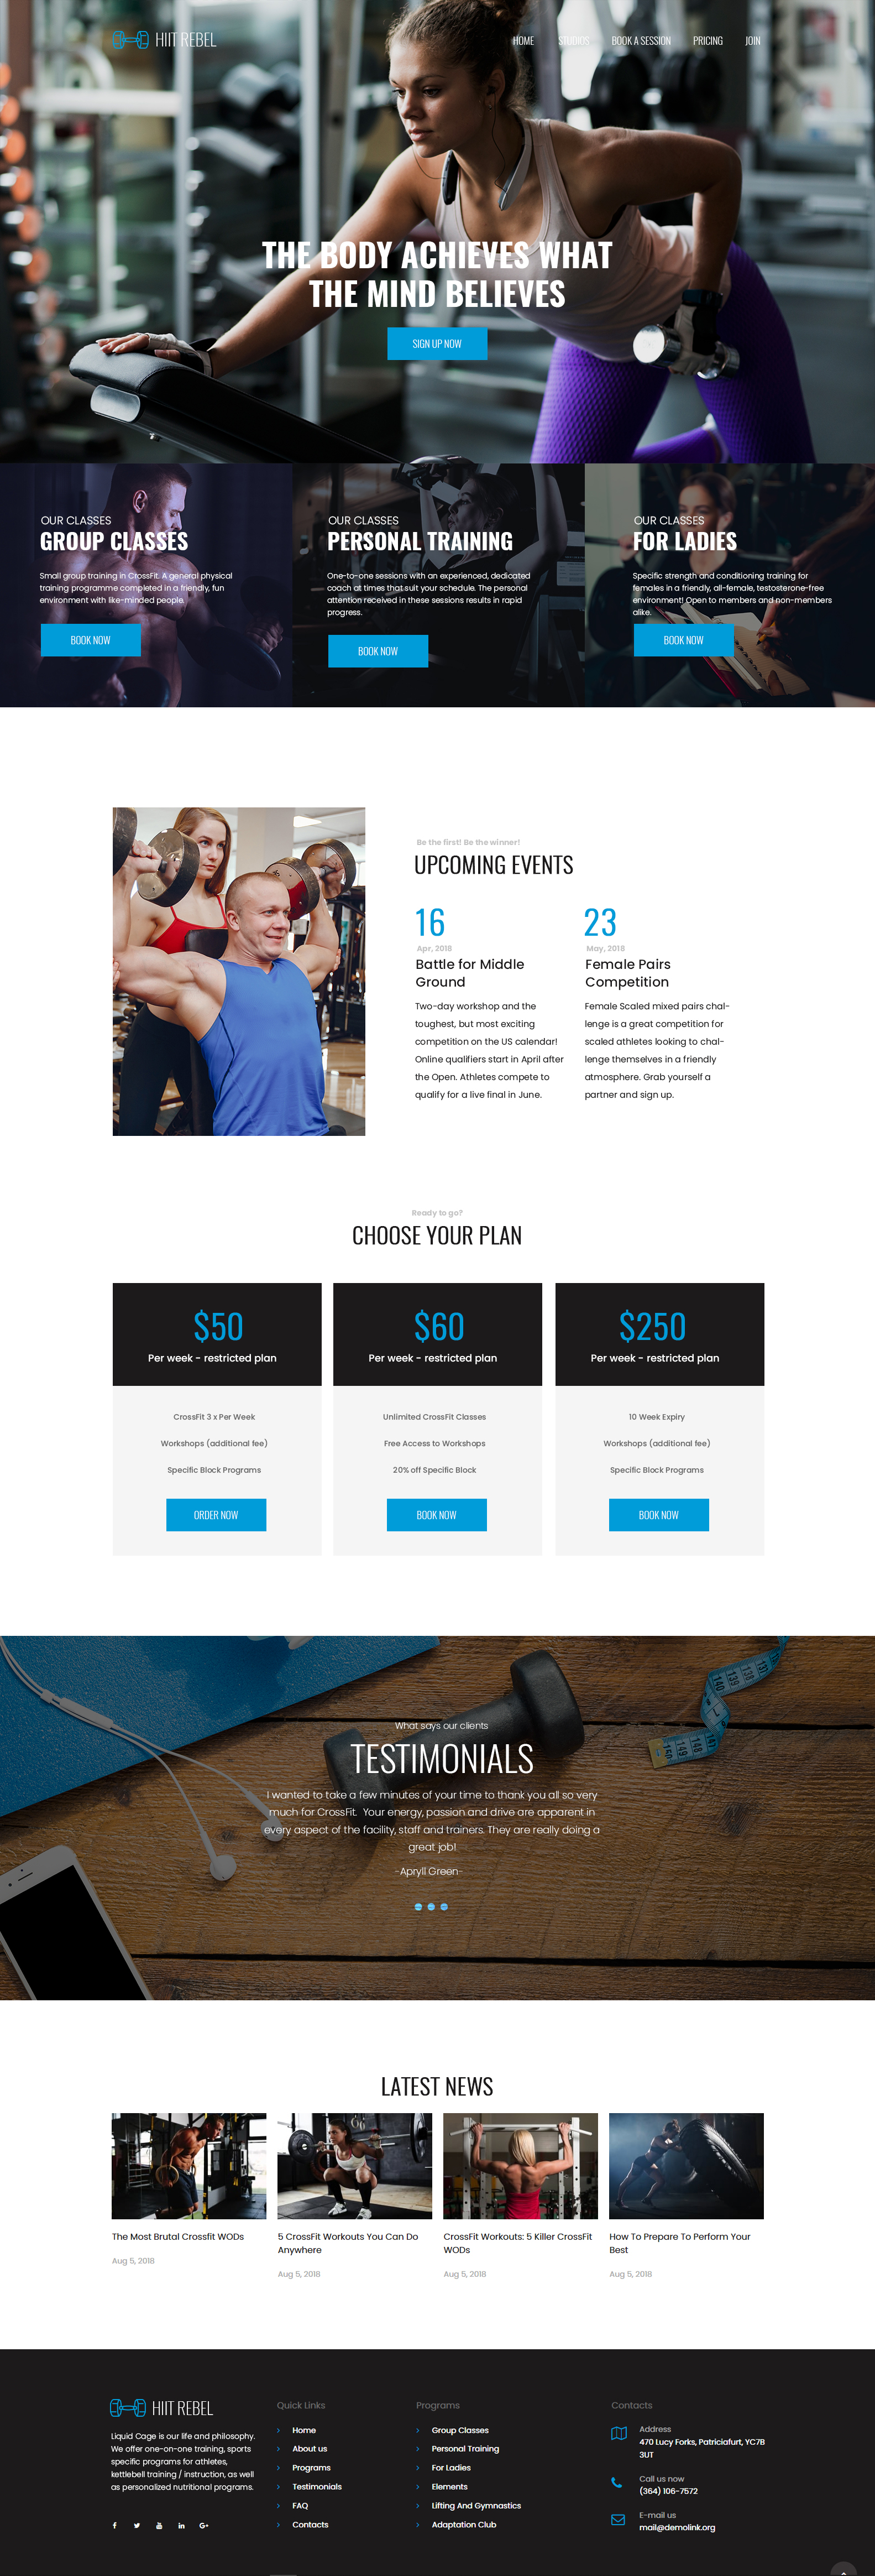 HIIT REBEL
HOME STUDIOS BOOK A SESSION PRICING JOIN
THE BODY ACHIEVES WHAT
THE MIND BELIEVES
SIGN UP NOW
OUR CLASSES
GROUP CLASSES
Small group training in CrossFit. A general physical
training programme completed in a friendly, fun
environment with like-minded people.
BOOK NOW
OUR CLASSES
PERSONAL TRAINING
One-to-one sessions with an experienced, dedicated
coach at times that suit your schedule. The personal
attention received in these sessions results in rapid
progress.
BOOK NOW
OUR CLASSES
FOR LADIES
Specific strength and conditioning training for
females in a friendly, all-female, testosterone-free
environment! Open to members and non-members
alike.
BOOK NOW
Be the first! Be the winner!
UPCOMING EVENTS
16
Apr, 2018
Battle for Middle
Ground
Two-day workshop and the
toughest, but most exciting
competition on the US calendar!
Online qualifiers start in April after
the Open. Athletes compete to
qualify for a live final in June.
23
May, 2018
Female Pairs
Competition
Female Scaled mixed pairs chal-
lenge is a great competition for
scaled athletes looking to chal-
lenge themselves in a friendly
atmosphere. Grab yourself a
partner and sign up.
Ready to go?
CHOOSE YOUR PLAN
$50
Per week - restricted plan
CrossFit 3 x Per Week
Workshops (additional fee)
Specific Block Programs
ORDER NOW
$60
Per week - restricted plan
Unlimited CrossFit Classes
Free Access to Workshops
20% off Specific Block
BOOK NOW
$250
Per week - restricted plan
10 Week Expiry
Workshops (additional fee)
Specific Block Programs
BOOK NOW
What says our clients
TESTIMONIALS
I wanted to take a few minutes of your time to thank you all so very
much for CrossFit. Your energy, passion and drive are apparent in
every aspect of the facility, staff and trainers. They are really doing a
great job!
-Apryll Green-
LATEST NEWS
The Most Brutal Crossfit WODs
Aug 5, 2018
5 CrossFit Workouts You Can Do
Anywhere
Aug 5, 2018
CrossFit Workouts: 5 Killer CrossFit
WODs
Aug 5, 2018
How To Prepare To Perform Your
Best
Aug 5, 2018
HIIT REBEL
Liquid Cage is our life and philosophy.
We offer one-on-one training, sports
specific programs for athletes,
kettlebell training / instruction, as well
as personalized nutritional programs.
Quick Links
Home
About us
Programs
Testimonials
FAQ
Contacts
Programs
Group Classes
Personal Training
For Ladies
Elements
Lifting And Gymnastics
Adaptation Club
Contacts
Address
470 Lucy Forks, Patriciafurt, YC7B
3UT
Call us now
(364) 106-7572
E-mail us
mail@demolink.org